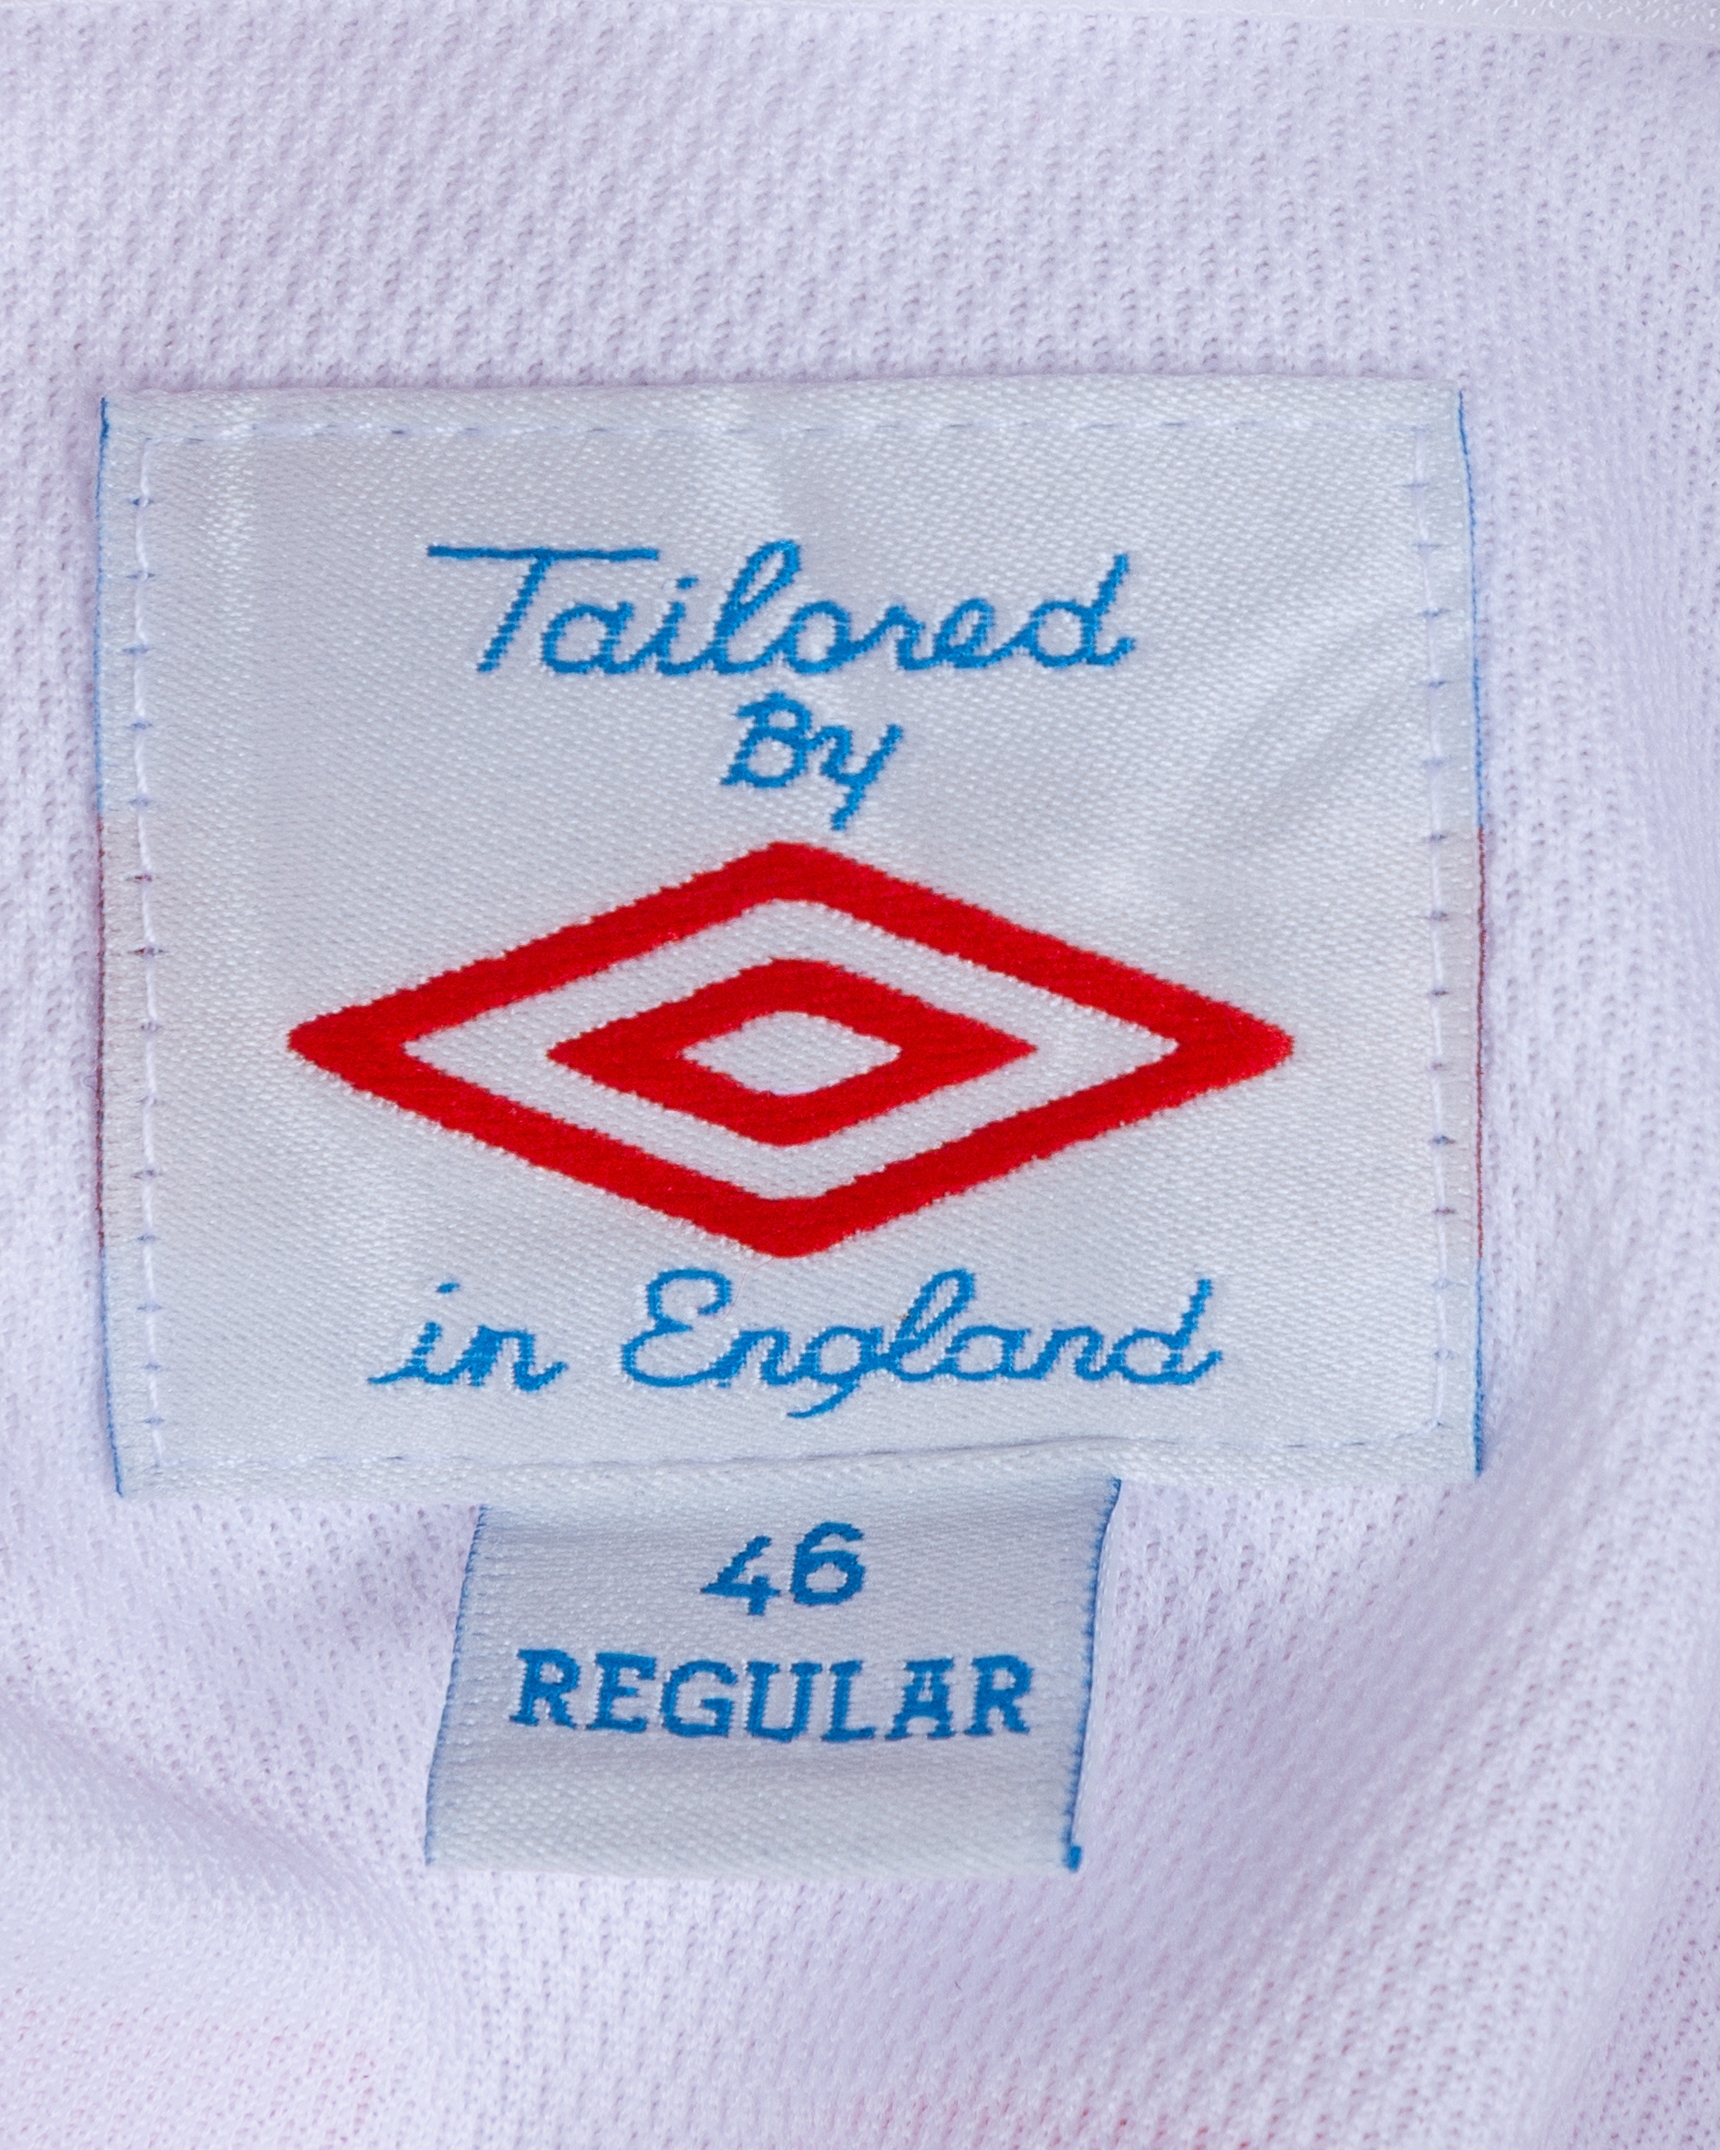 Tailored
By
in England
46
REGULAR